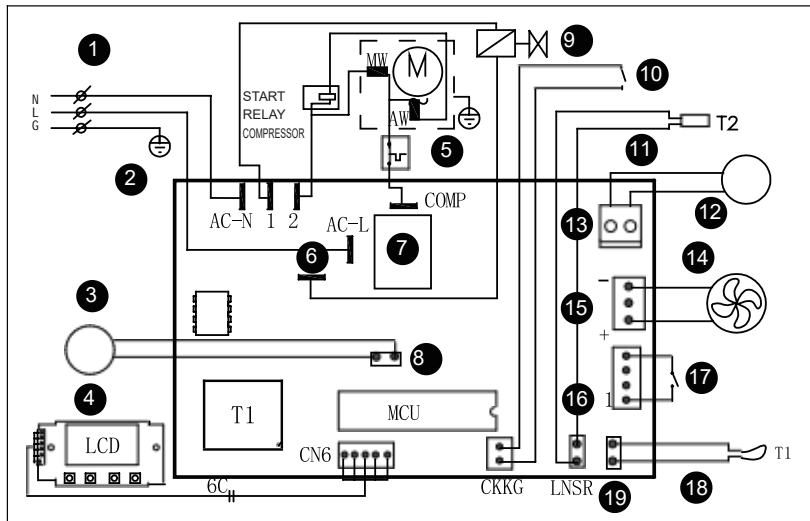 1
2
3
4
5
6
7
8
9
10
11
12
13
14
15
16
17
18
19
N
L
G
START
RELAY
COMPRESSOR
MW
M
AW
T2
COMP
AC-N 1 2
AC-L
-
+
1
T1
MCU
LCD
CN6
6C
CKKG
LNSR
T1